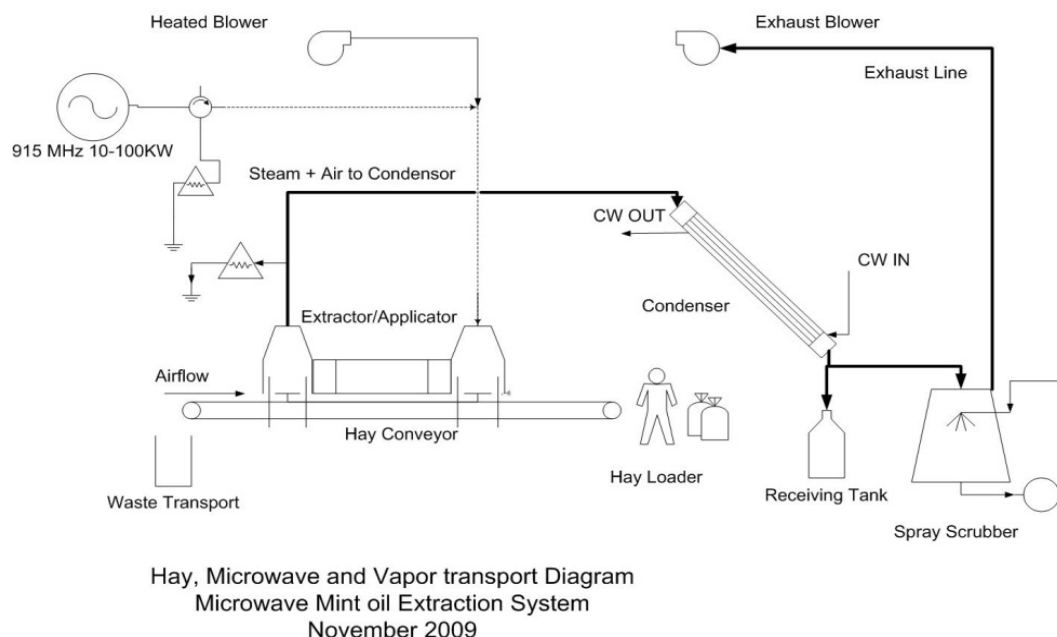 Heated Blower
Exhaust Blower
Exhaust Line
915 MHz 10-100KW
Steam + Air to Condensor
CW OUT
CW IN
Condenser
Extractor/Applicator
Airflow
Hay Conveyor
Hay Loader
Waste Transport
Receiving Tank
Spray Scrubber
Hay, Microwave and Vapor transport Diagram
Microwave Mint oil Extraction System
November 2009